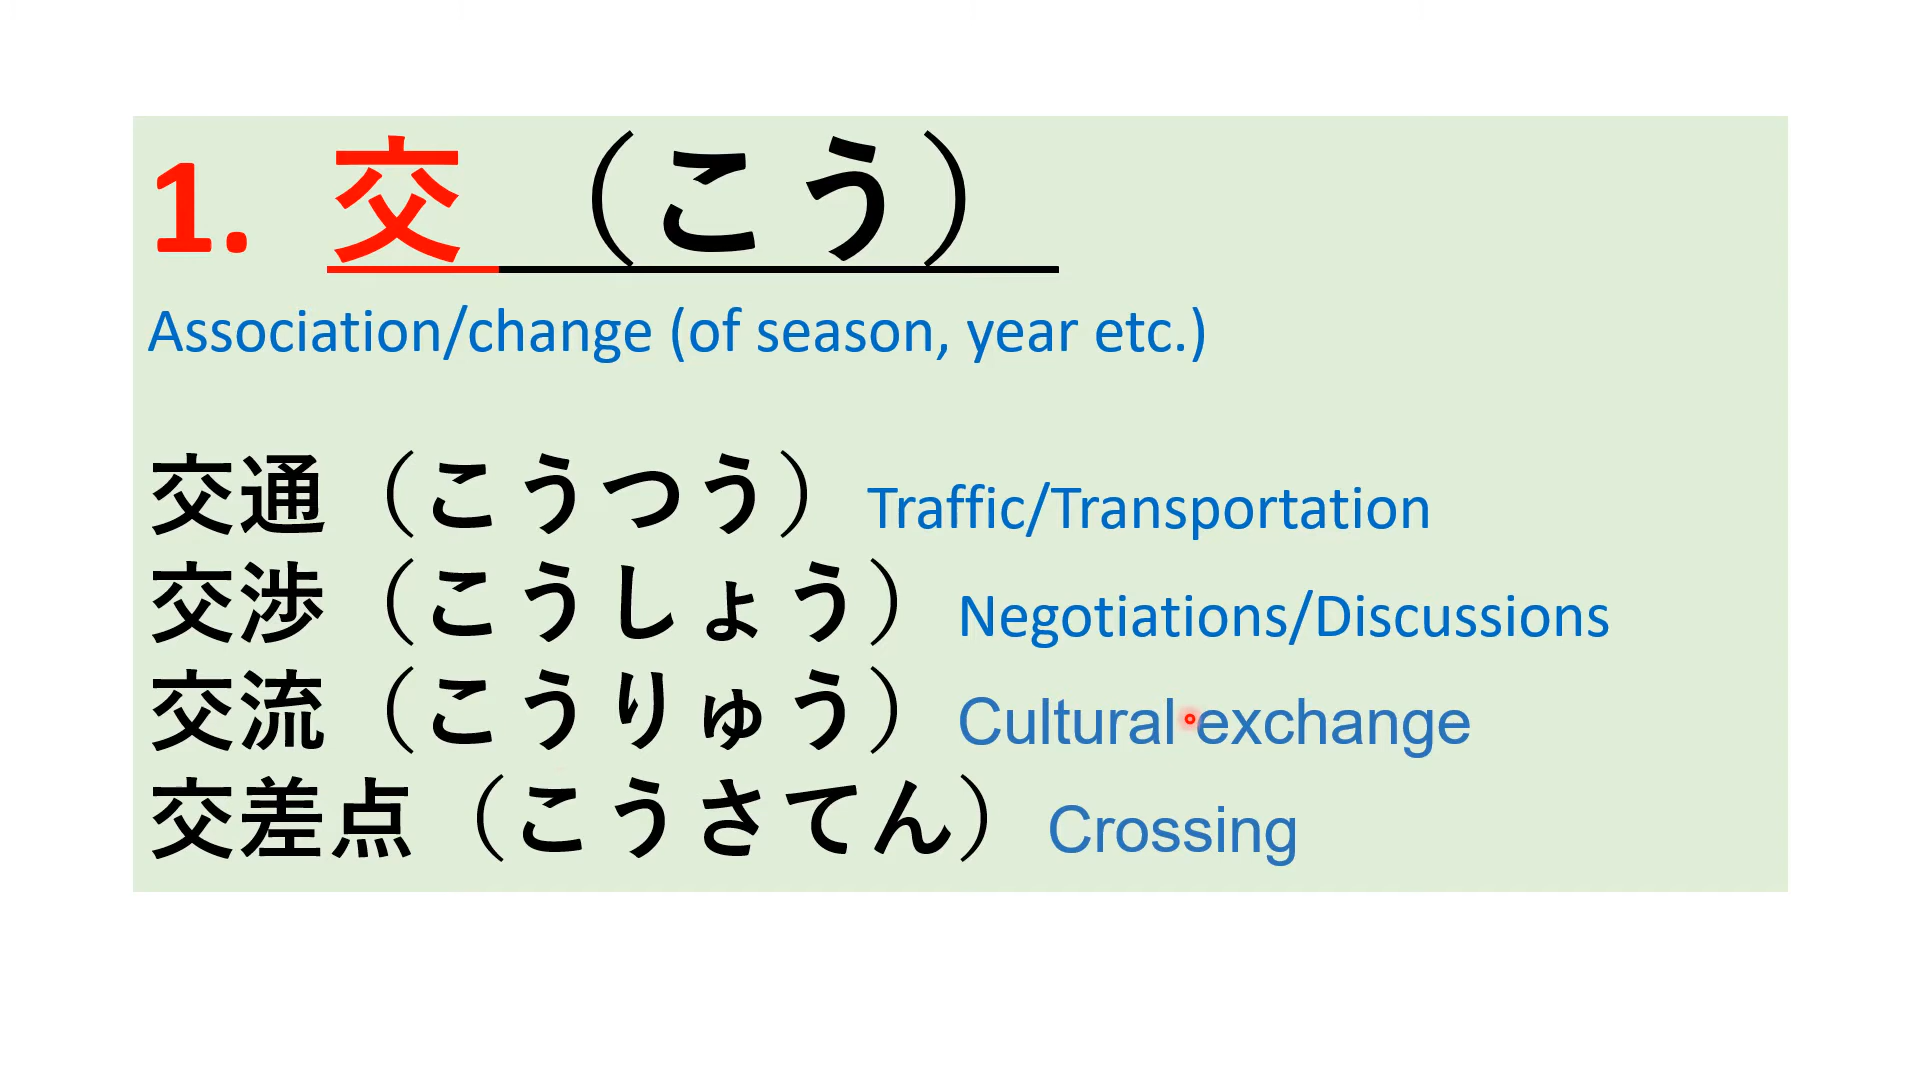 1. 交 （こう）
Association/change (of season, year etc.)
交通（こうつう） Traffic/Transportation
交渉（こうしょう） Negotiations/Discussions
交流（こうりゅう） Cultural exchange
交差点（こうさてん） Crossing